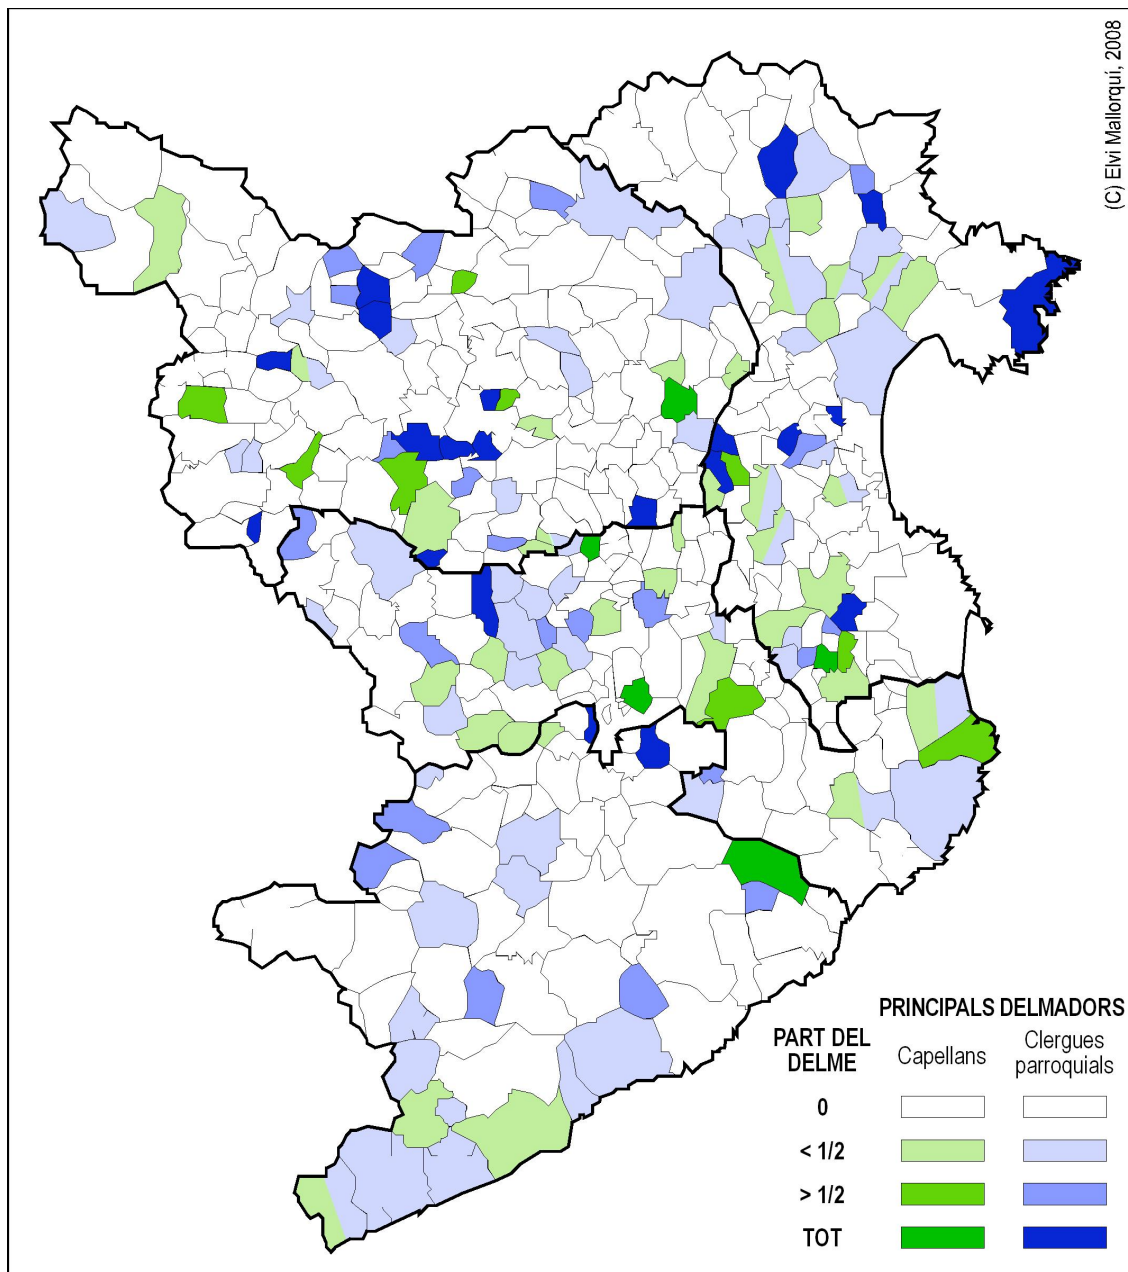 (C) Elvi Mallorquí, 2008
PRINCIPALS DELMADORS
PART DEL
DELME
Capellans
Clergues
parroquials
0
< 1/2
> 1/2
TOT